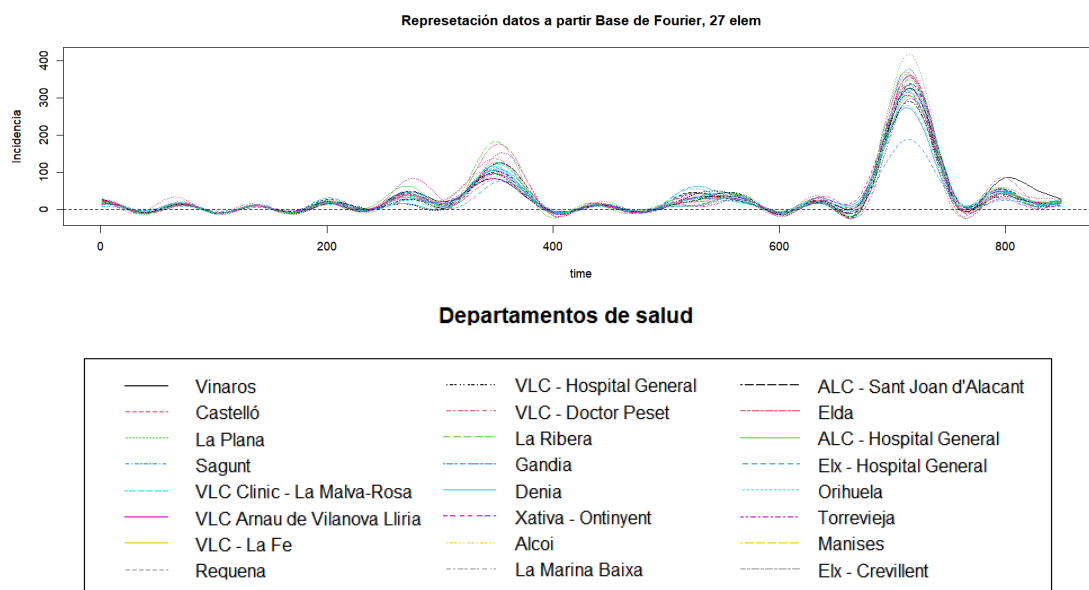 Represetación datos a partir Base de Fourier, 27 elem
Incidencia
400
300
200
100
0
0 200 400 600 800
time
Departamentos de salud
Vinaros VLC - Hospital General ALC - Sant Joan d'Alacant
Castelló VLC - Doctor Peset Elda
La Plana La Ribera ALC - Hospital General
Sagunt Gandia Elx - Hospital General
VLC Clinic - La Malva-Rosa Denia Orihuela
VLC Arnau de Vilanova Lliria Xativa - Ontinyent Torrevieja
VLC - La Fe Alcoi Manises
Requena La Marina Baixa Elx - Crevillent